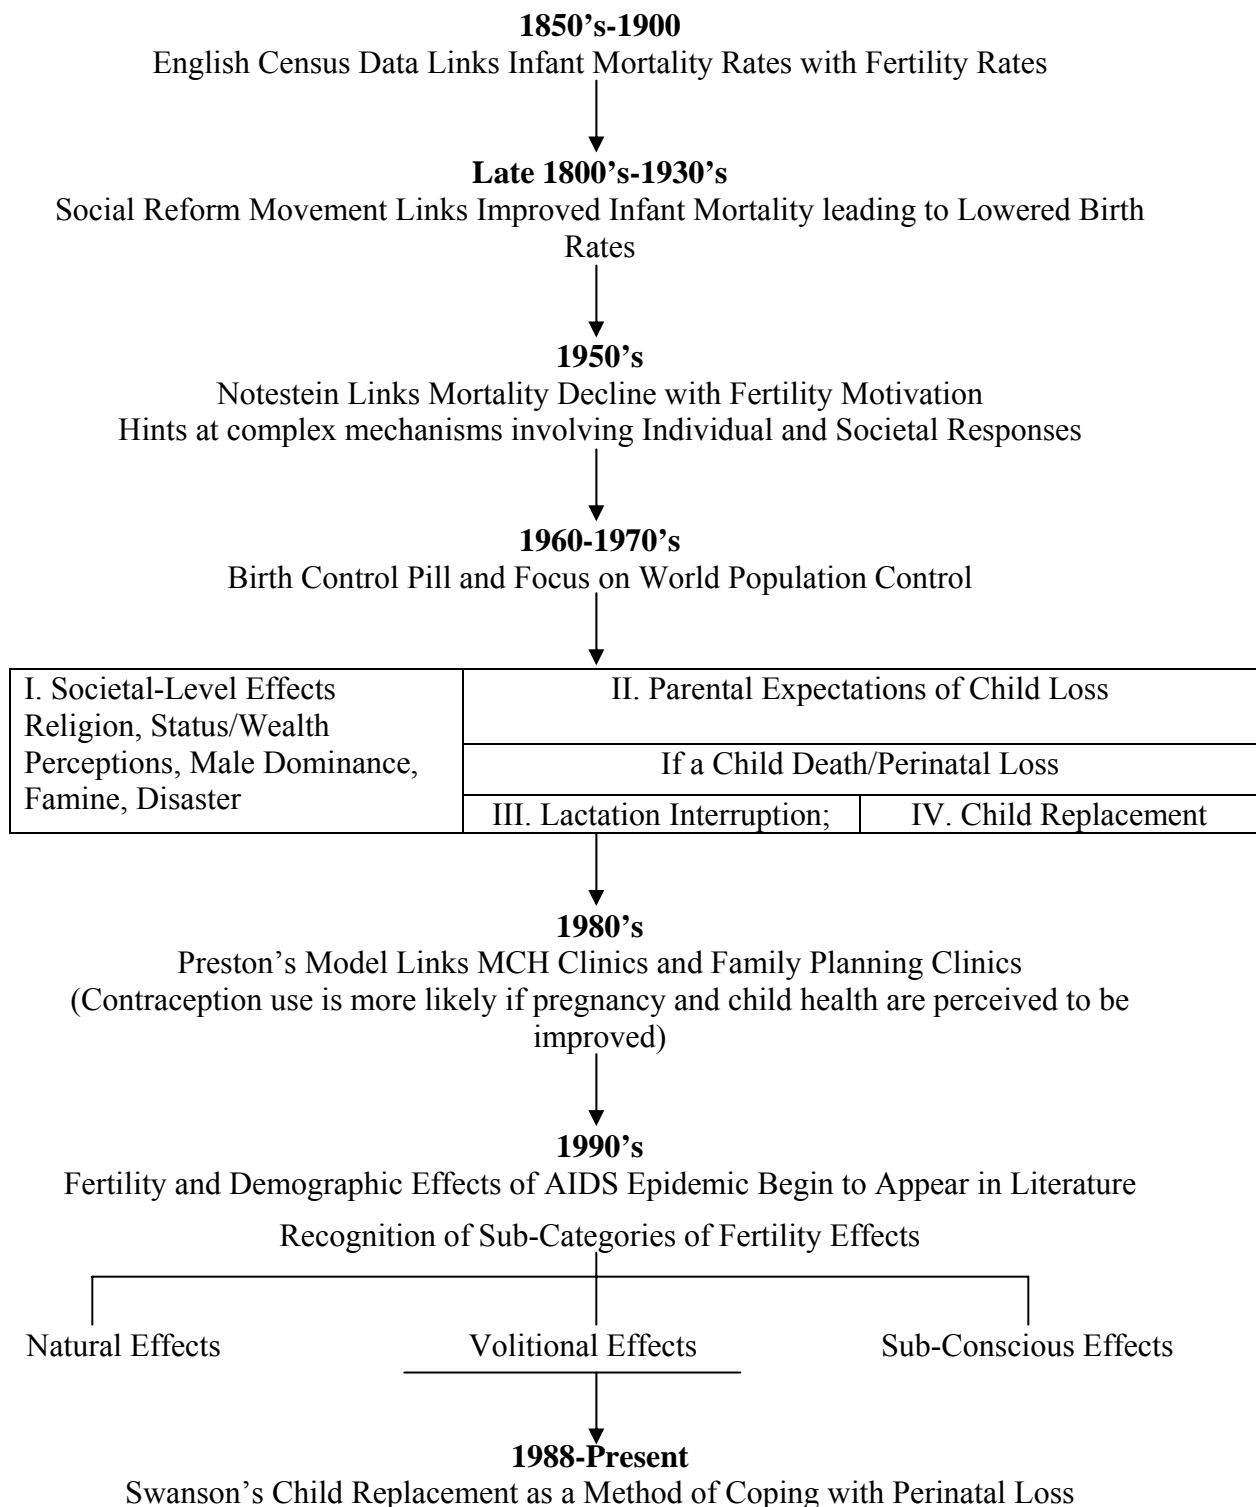 1850’s-1900
English Census Data Links Infant Mortality Rates with Fertility Rates
Late 1800’s-1930’s
Social Reform Movement Links Improved Infant Mortality leading to Lowered Birth
Rates
1950’s
Notestein Links Mortality Decline with Fertility Motivation
Hints at complex mechanisms involving Individual and Societal Responses
1960-1970’s
Birth Control Pill and Focus on World Population Control
I. Societal-Level Effects
Religion, Status/Wealth
Perceptions, Male Dominance,
Famine, Disaster
II. Parental Expectations of Child Loss
If a Child Death/Perinatal Loss
III. Lactation Interruption;
IV. Child Replacement
1980’s
Preston’s Model Links MCH Clinics and Family Planning Clinics
(Contraception use is more likely if pregnancy and child health are perceived to be
improved)
1990’s
Fertility and Demographic Effects of AIDS Epidemic Begin to Appear in Literature
Recognition of Sub-Categories of Fertility Effects
Natural Effects
Volitional Effects
Sub-Conscious Effects
1988-Present
Swanson’s Child Replacement as a Method of Coping with Perinatal Loss